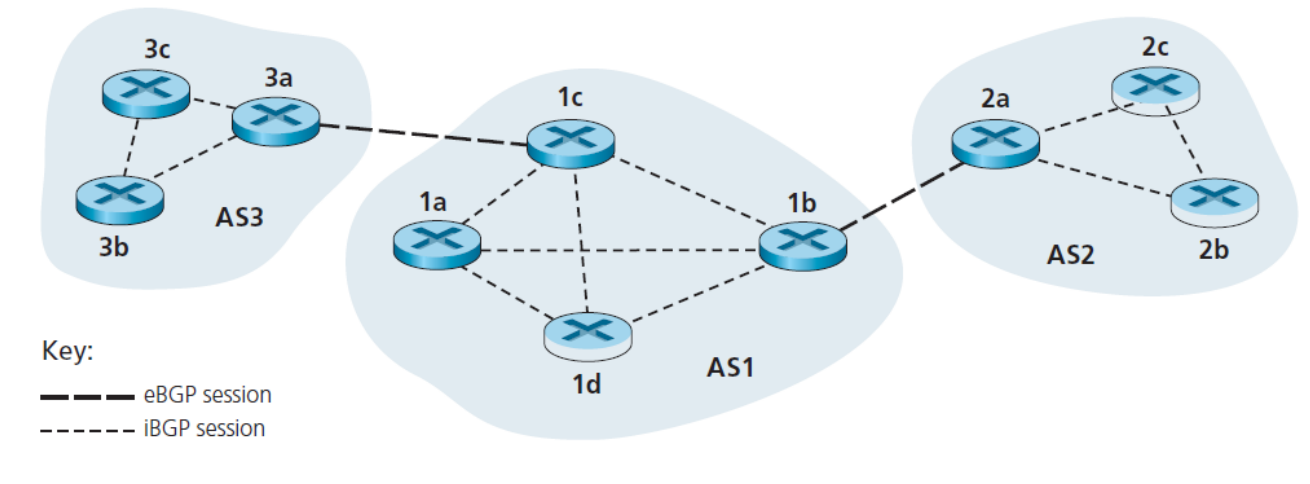 3c
3a
3b
AS3
1c
1a
1b
1d
AS1
2c
2a
2b
AS2
Key:
eBGP session
iBGP session